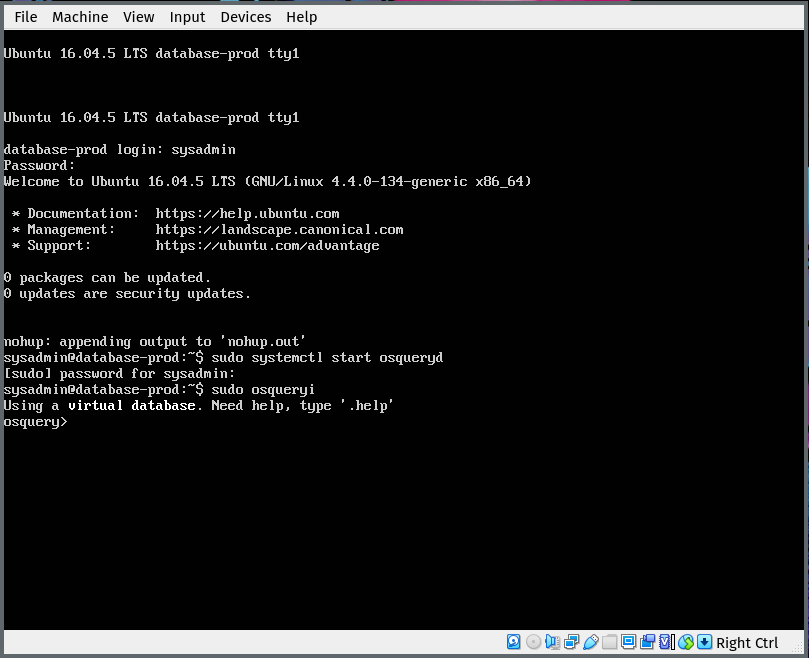 File Machine View Input Devices Help
Ubuntu 16.04.5 LTS database-prod tty1
Ubuntu 16.04.5 LTS database-prod tty1
database-prod login: sysadmin
Password:
Welcome to Ubuntu 16.04.5 LTS (GNU/Linux 4.4.0-134-generic x86_64)
* Documentation: https://help.ubuntu.com
* Management: https://landscape.canonical.com
* Support: https://ubuntu.com/advantage
0 packages can be updated.
0 updates are security updates.
nohup: appending output to 'nohup.out'
sysadmin@database-prod:~$ sudo systemctl start osqueryd
[sudo] password for sysadmin:
sysadmin@database-prod:~$ sudo osqueryi
Using a virtual database. Need help, type '.help'
osquery>
Right Ctrl